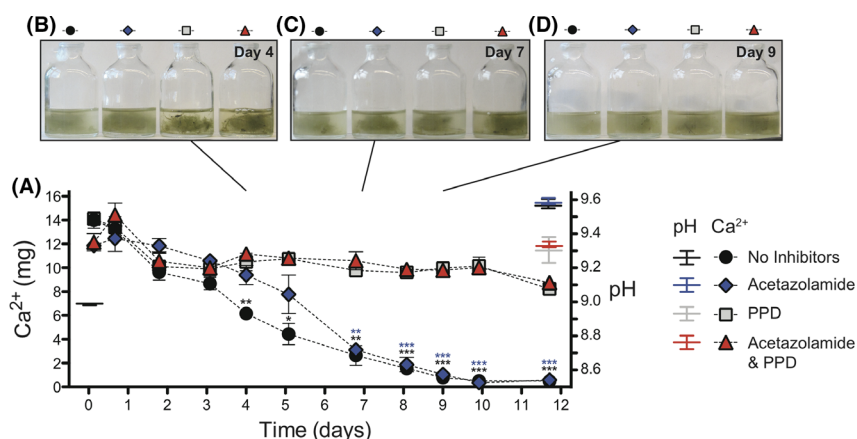 (B) (C) (D)
Day 4 Day 7 Day 9
(A)
16
14
12
10
8
6
4
2
0
Ca²⁺ (mg)
** * ** ** *** *** *** *** *** *** *** ***
0 1 2 3 4 5 6 7 8 9 10 11 12
Time (days)
9.6
9.4
9.2
9.0
8.8
8.6
pH
pH Ca²⁺
No Inhibitors
Acetazolamide
PPD
Acetazolamide
& PPD